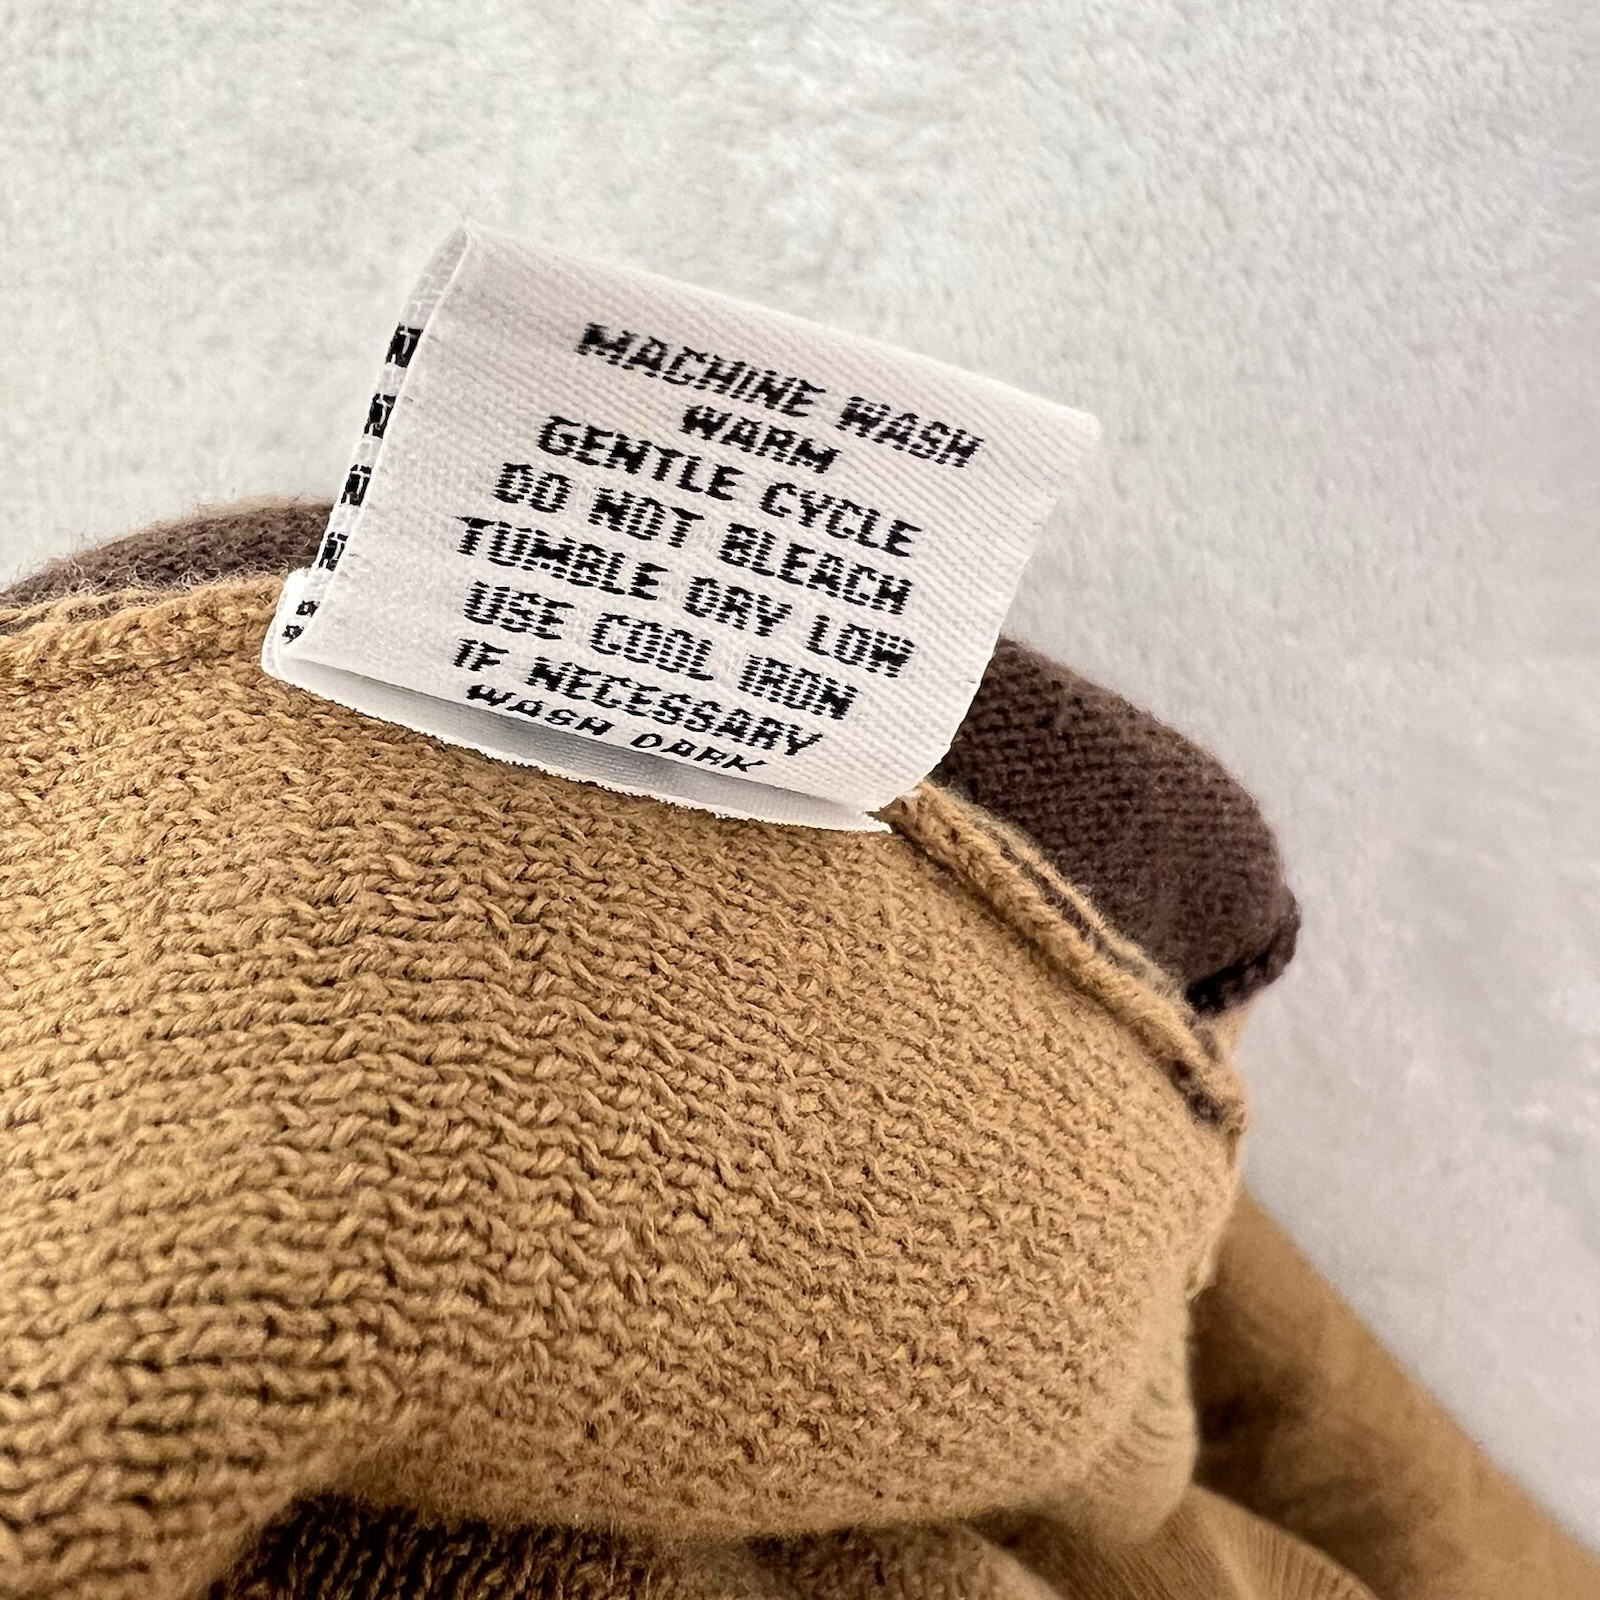 MACHINE WASH
WARM
GENTLE CYCLE
DO NOT BLEACH
TUMBLE DRY LOW
USE COOL IRON
IF NECESSARY
WASH DARK